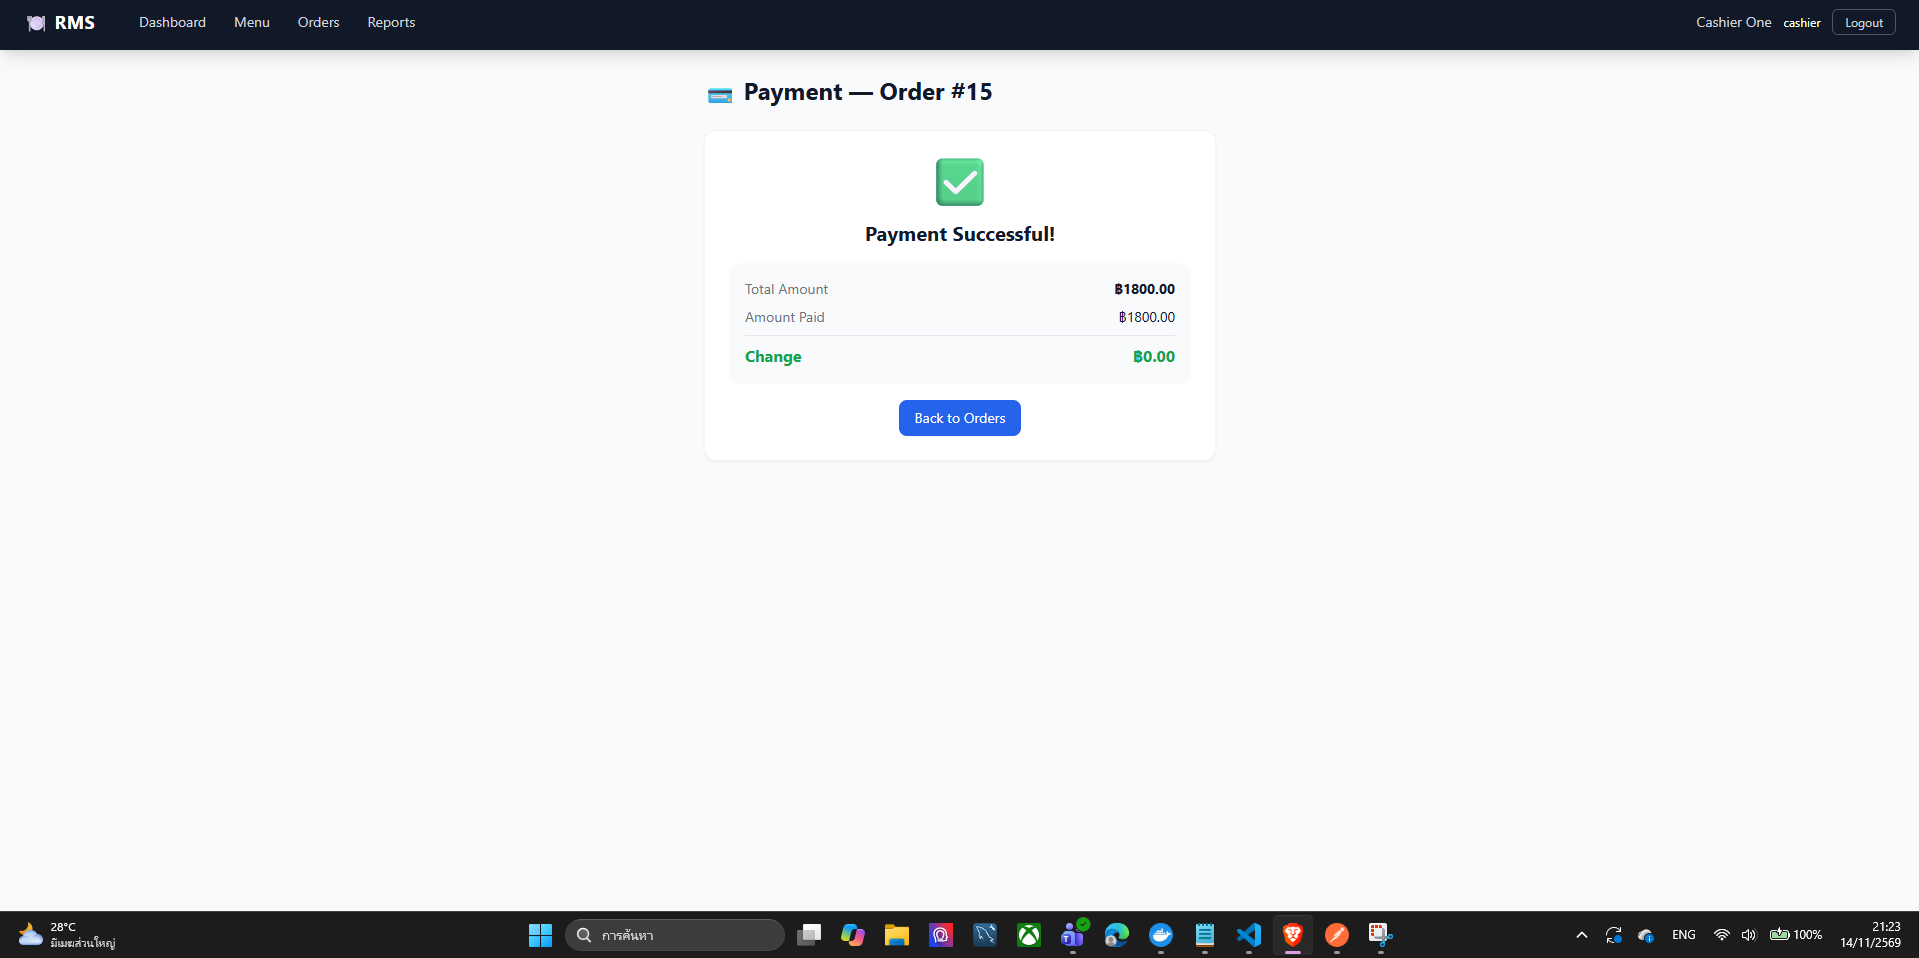 RMS Dashboard Menu Orders Reports Cashier One cashier Logout
Payment — Order #15
Payment Successful!
Total Amount ฿1800.00
Amount Paid ฿1800.00
Change ฿0.00
Back to Orders
28°C
มีเมฆส่วนใหญ่
การค้นหา
ENG
100%
21:23
14/11/2569